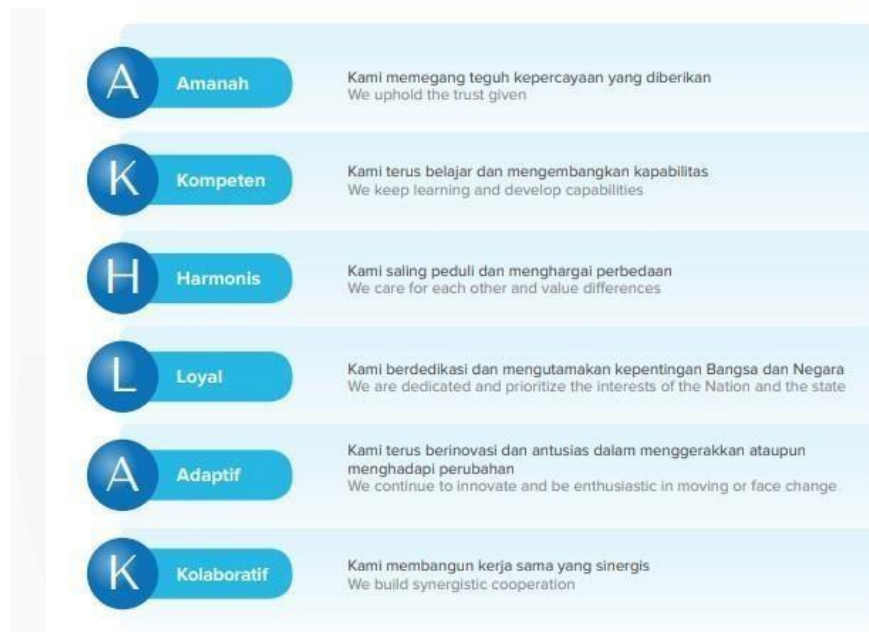 A
Amanah
Kami memegang teguh kepercayaan yang diberikan
We uphold the trust given
K
Kompeten
Kami terus belajar dan mengembangkan kapabilitas
We keep learning and develop capabilities
H
Harmonis
Kami saling peduli dan menghargai perbedaan
We care for each other and value differences
L
Loyal
Kami berdedikasi dan mengutamakan kepentingan Bangsa dan Negara
We are dedicated and prioritize the interests of the Nation and the state
A
Adaptif
Kami terus berinovasi dan antusias dalam menggerakkan ataupun
menghadapi perubahan
We continue to innovate and be enthusiastic in moving or face change
K
Kolaboratif
Kami membangun kerja sama yang sinergis
We build synergistic cooperation